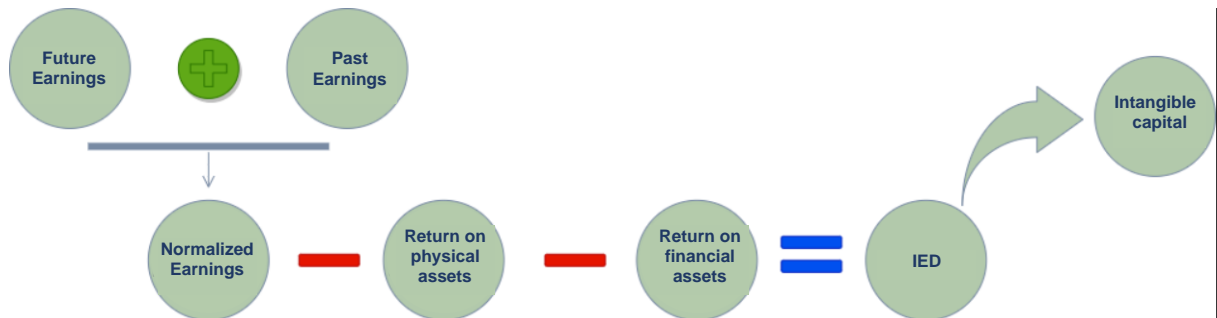 Future
Earnings
Past
Earnings
Intangible
capital
Normalized
Earnings
Return on
physical
assets
Return on
financial
assets
IED